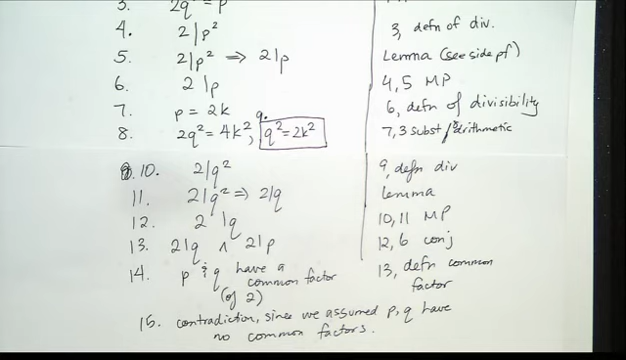 3. 2q² = p
4. 2|p² 3, defn of div.
5. 2|p² ⇒ 2|p Lemma (see side pf)
6. 2|p 4,5 MP
7. p = 2k 6, defn of divisibility
8. 2q² = 4k², 9. q² = 2k² 7,3 subst/arithmetic
10. 2|q² 9, defn div
11. 2|q² ⇒ 2|q Lemma
12. 2|q 10,11 MP
13. 2|q ∧ 2|p 12,6 conj
14. p & q have a common factor (of 2) 13, defn common factor
15. contradiction, since we assumed p, q have
no common factors.